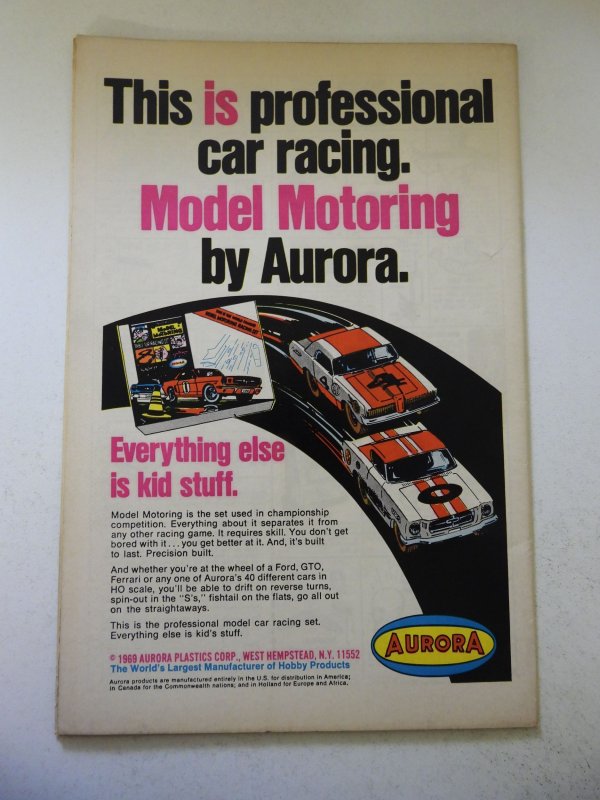 This is professional
car racing.
Model Motoring
by Aurora.
Everything else
is kid stuff.
Model Motoring is the set used in championship
competition. Everything about it separates it from
any other racing game. It requires skill. You don't get
bored with it...you get better at it. And, it's built
to last. Precision built.
And whether you're at the wheel of a Ford, GTO,
Ferrari or any one of Aurora's 40 different cars in
HO scale, you'll be able to drift on reverse turns,
spin-out in the "S's," fishtail on the flats, go all out
on the straightaways.
This is the professional model car racing set.
Everything else is kid's stuff.
© 1969 AURORA PLASTICS CORP., WEST HEMPSTEAD, N.Y. 11552
The World's Largest Manufacturer of Hobby Products
Aurora products are manufactured entirely in the U.S. for distribution in America;
in Canada for the Commonwealth nations; and in Holland for Europe and Africa.
AURORA